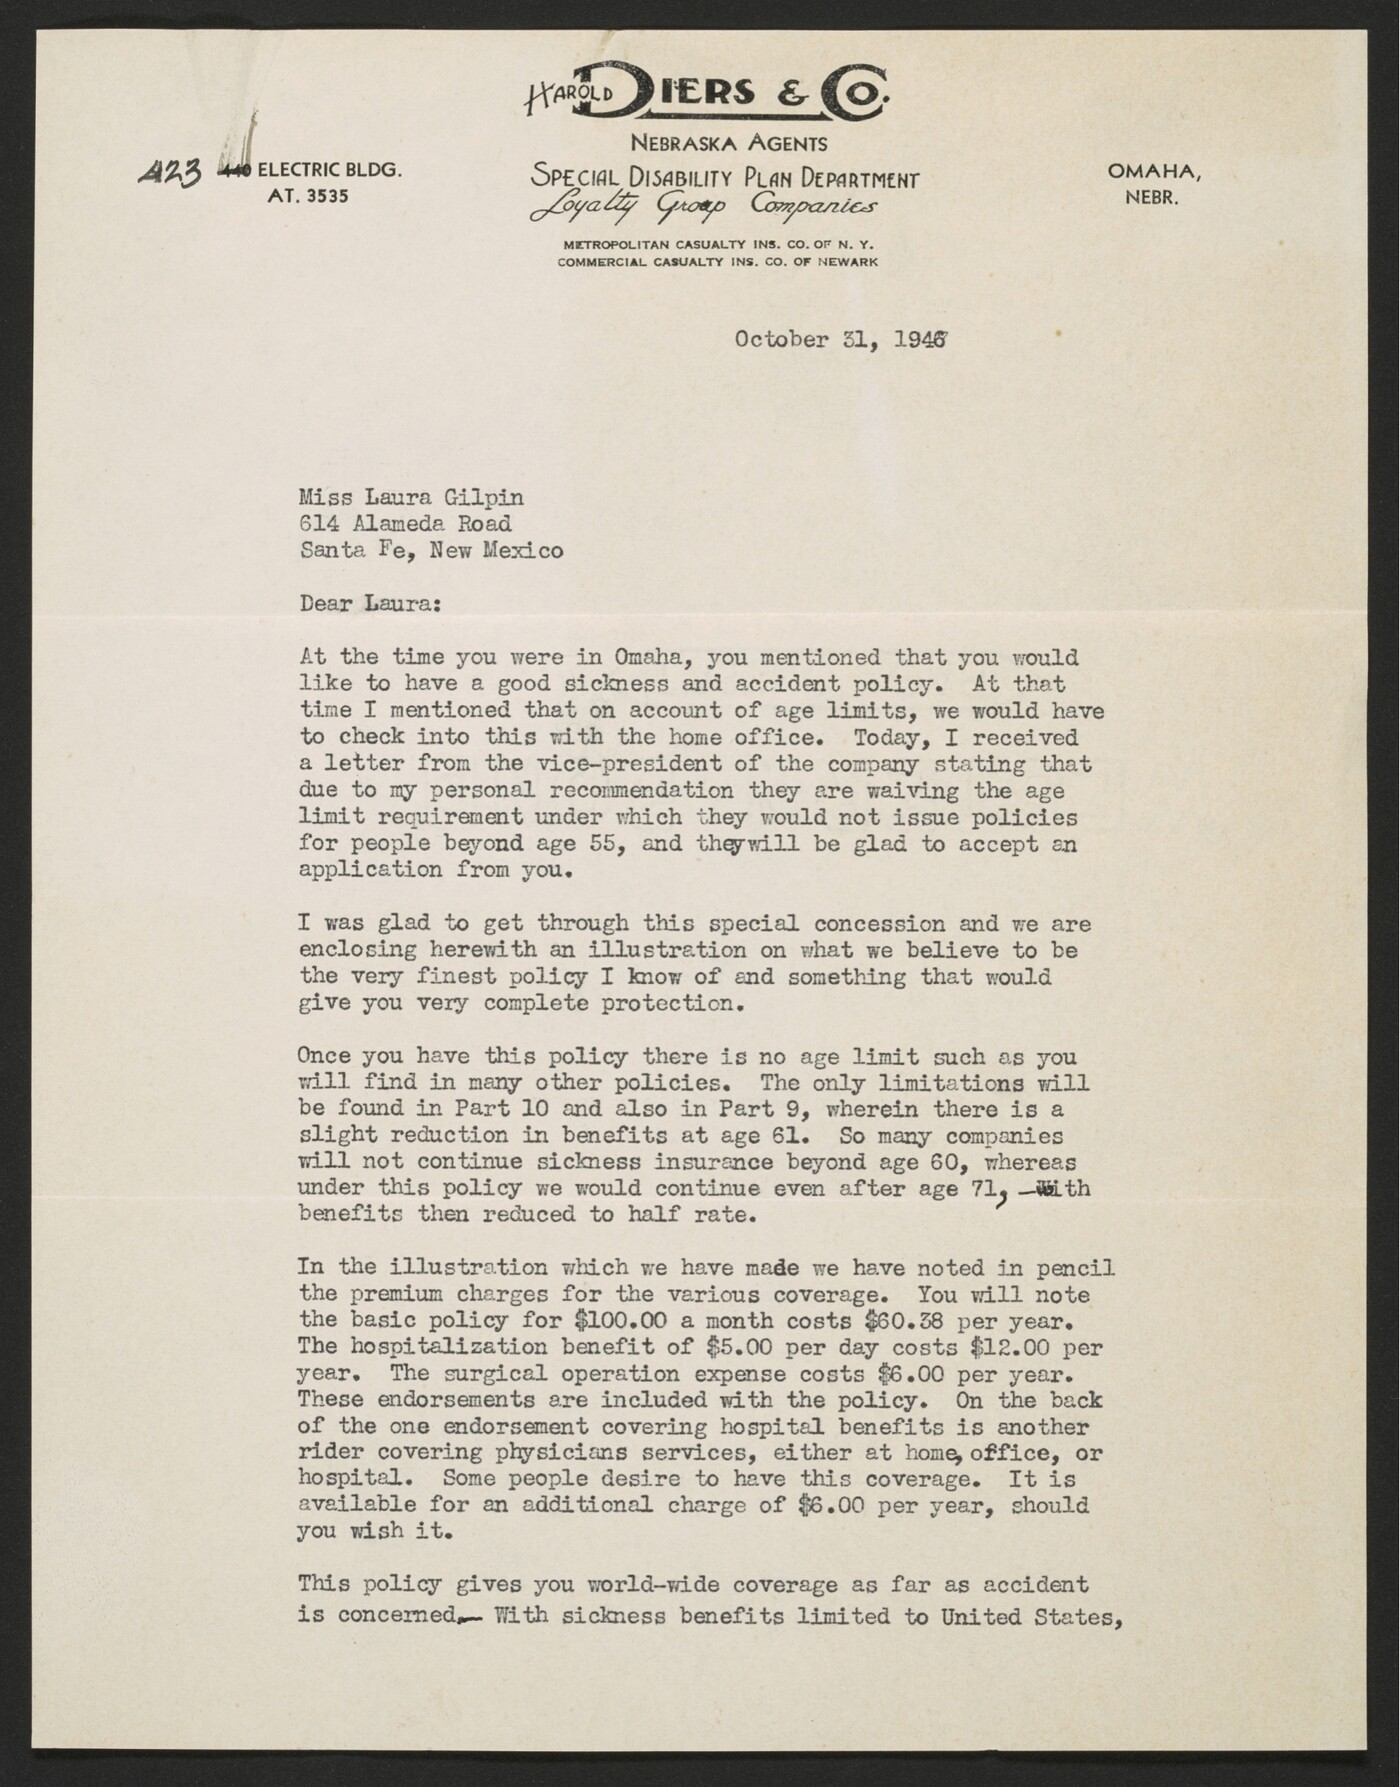 HAROLD DIERS & CO.
NEBRASKA AGENTS
423 440 ELECTRIC BLDG.
AT. 3535
SPECIAL DISABILITY PLAN DEPARTMENT
Loyalty Group Companies
OMAHA,
NEBR.
METROPOLITAN CASUALTY INS. CO. OF N. Y.
COMMERCIAL CASUALTY INS. CO. OF NEWARK
October 31,
Miss Laura Gilpin
614 Alameda Road
Santa Fe, New Mexico
Dear Laura:
At the time you were in Omaha, you mentioned that you would
like to have a good sickness and accident policy. At that
time I mentioned that on account of age limits, we would have
to check into this with the home office. Today, I received
a letter from the vice-president of the company stating that
due to my personal recommendation they are waiving the age
limit requirement under which they would not issue policies
for people beyond age 55, and they will be glad to accept an
application from you.
I was glad to get through this special concession and we are
enclosing herewith an illustration on what we believe to be
the very finest policy I know of and something that would
give you very complete protection.
Once you have this policy there is no age limit such as you
will find in many other policies. The only limitations will
be found in Part 10 and also in Part 9, wherein there is a
slight reduction in benefits at age 61. So many companies
will not continue sickness insurance beyond age 60, whereas
under this policy we would continue even after age 71, — With
benefits then reduced to half rate.
In the illustration which we have made we have noted in pencil
the premium charges for the various coverage. You will note
the basic policy for $100.00 a month costs $60.38 per year.
The hospitalization benefit of $5.00 per day costs $12.00 per
year. The surgical operation expense costs $6.00 per year.
These endorsements are included with the policy. On the back
of the one endorsement covering hospital benefits is another
rider covering physicians services, either at home, office, or
hospital. Some people desire to have this coverage. It is
available for an additional charge of $6.00 per year, should
you wish it.
This policy gives you world-wide coverage as far as accident
is concerned— With sickness benefits limited to United States,